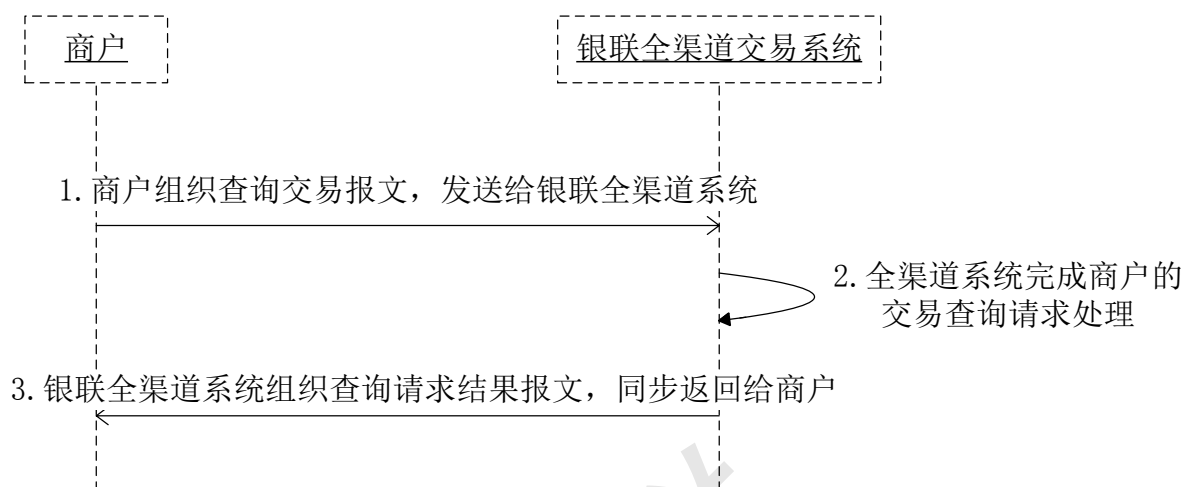 商户
银联全渠道交易系统
1.商户组织查询交易报文，发送给银联全渠道系统
2.全渠道系统完成商户的
交易查询请求处理
3.银联全渠道系统组织查询请求结果报文，同步返回给商户